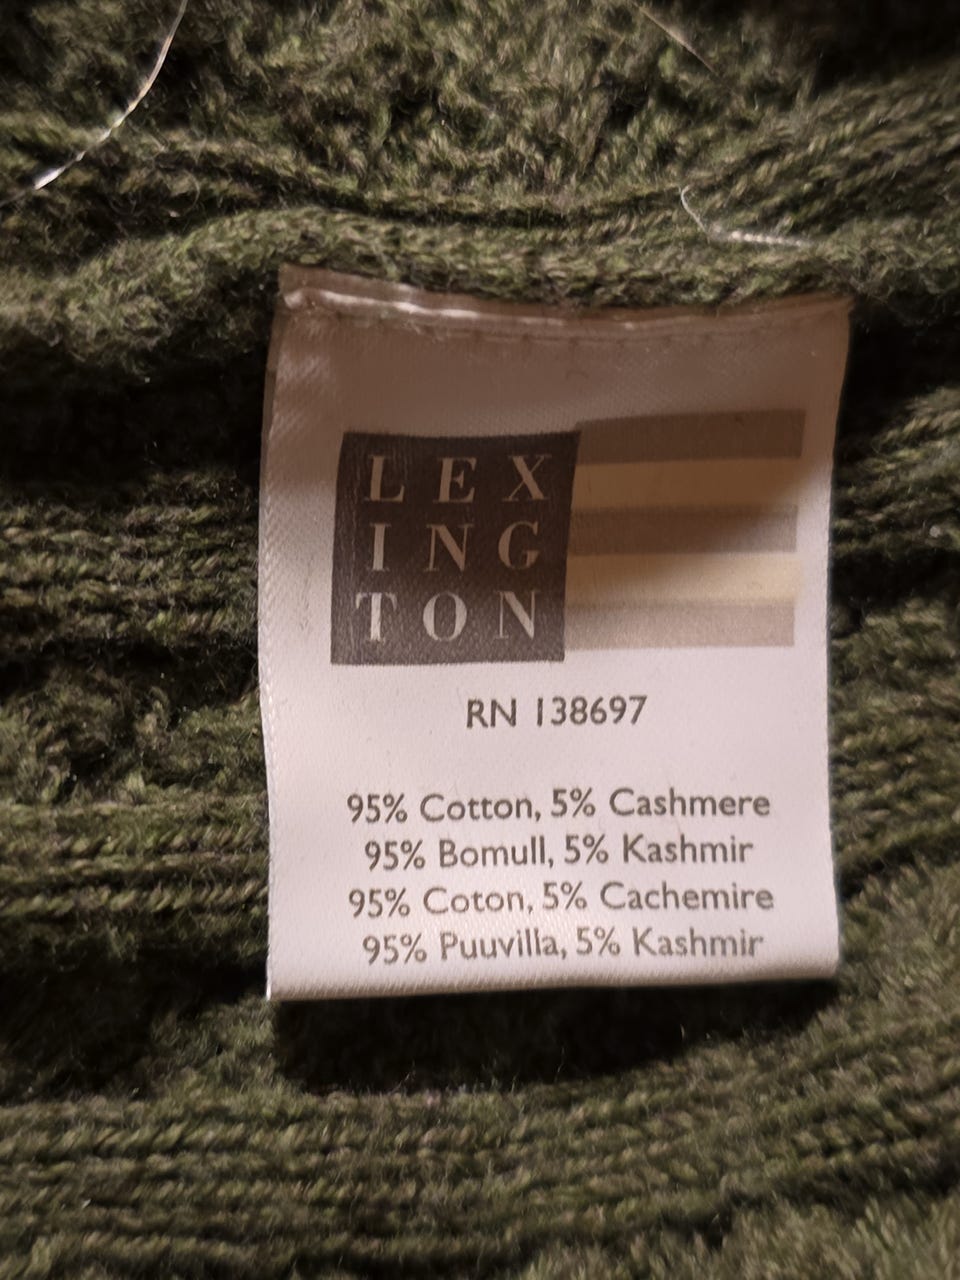 LEX
ING
TON
RN 138697
95% Cotton, 5% Cashmere
95% Bomull, 5% Kashmir
95% Coton, 5% Cachemire
95% Puuvilla, 5% Kashmir